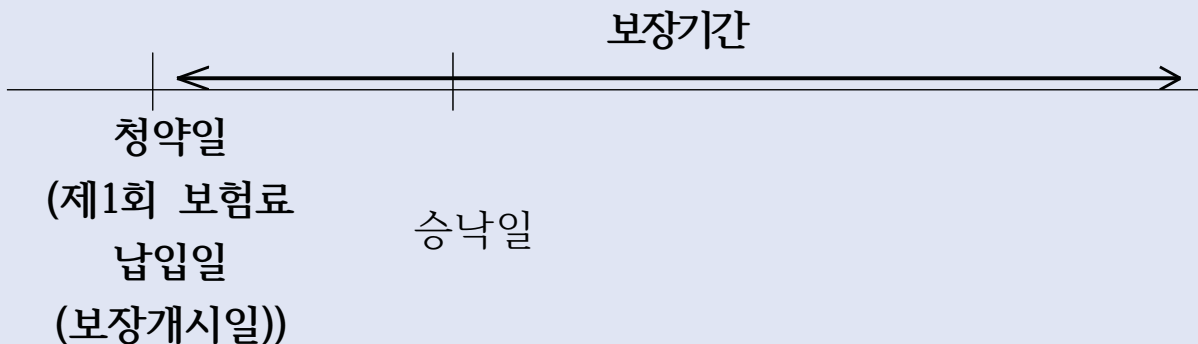 보장기간
청약일
(제1회 보험료
납입일
(보장개시일))
승낙일